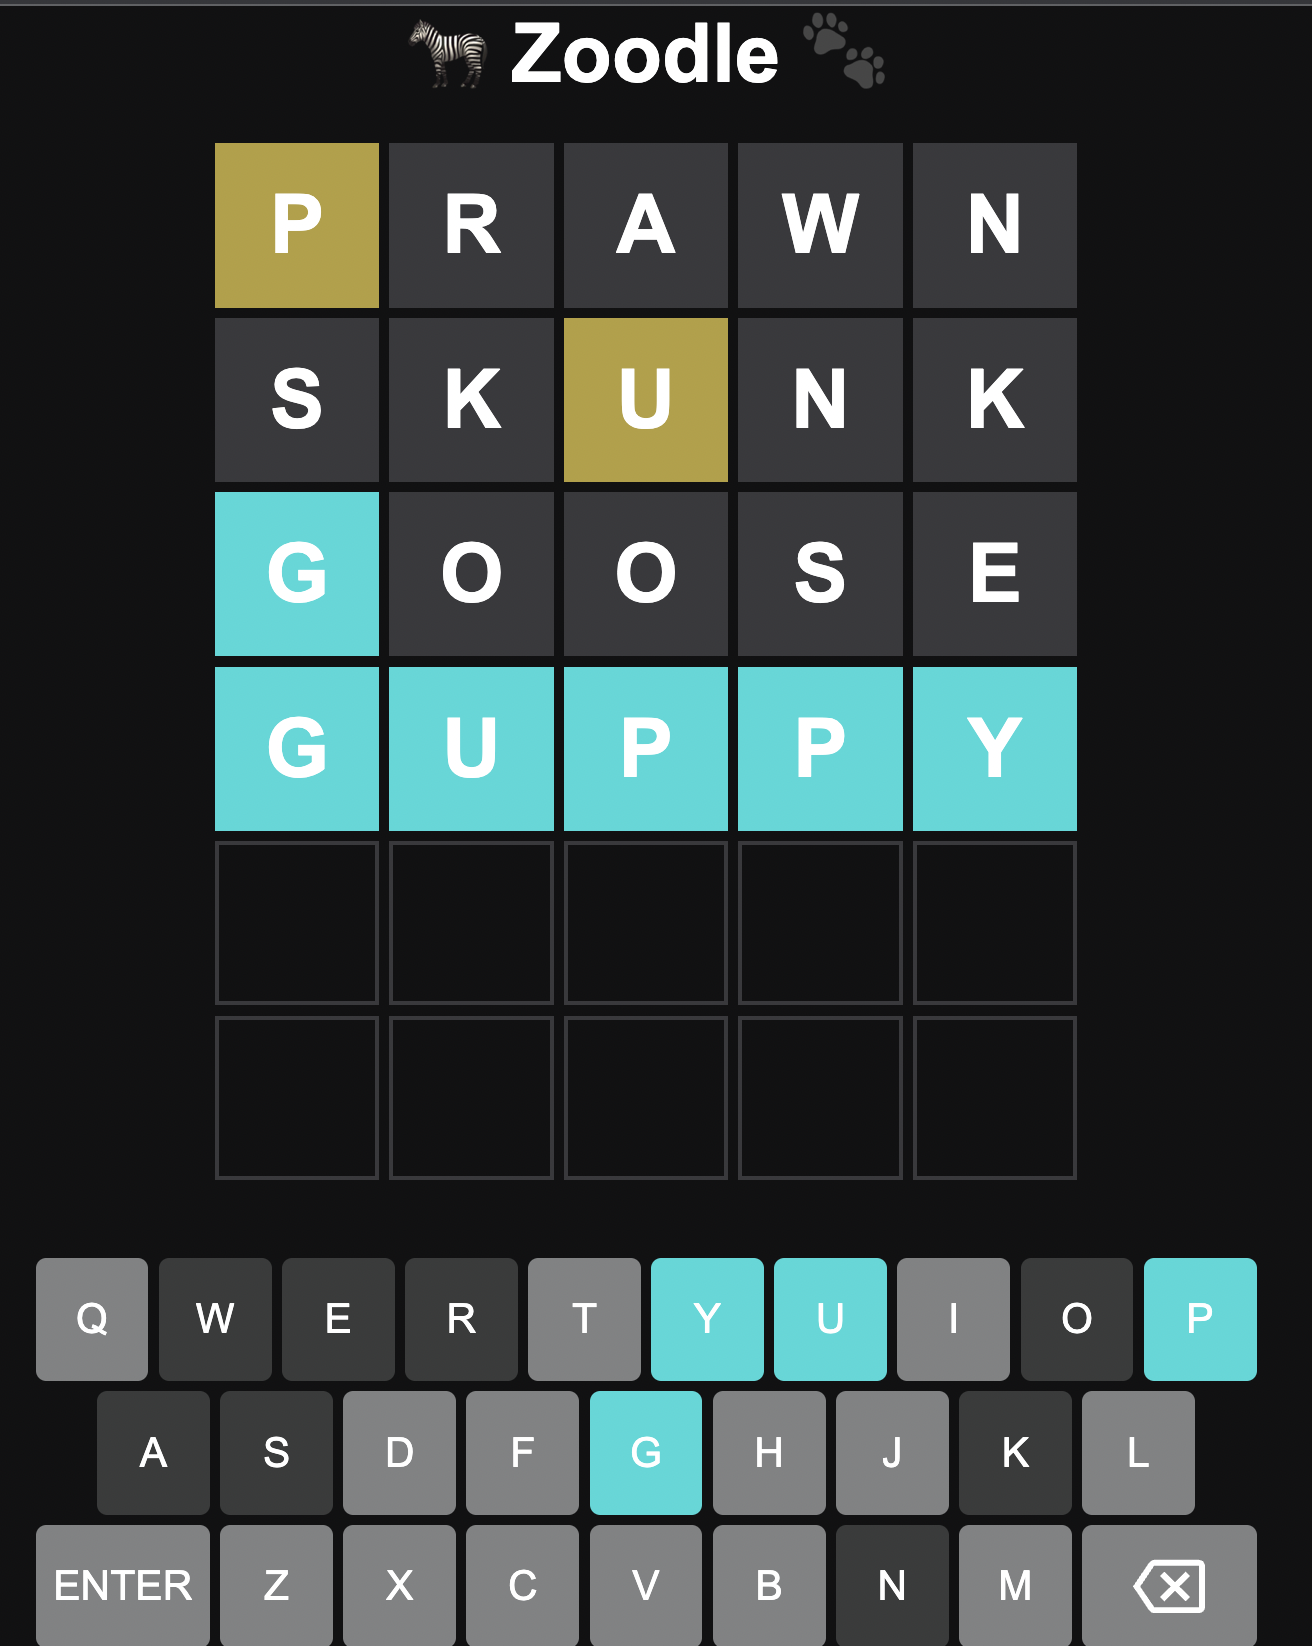 Zoodle
P R A W N
S K U N K
G O O S E
G U P P Y
Q W E R T Y U I O P
A S D F G H J K L
ENTER Z X C V B N M